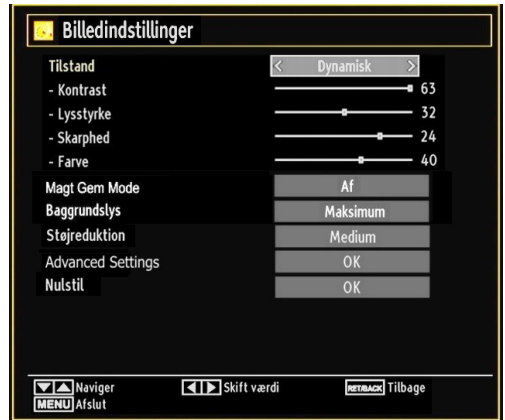 Billedindstillinger
Tilstand Dynamisk
- Kontrast 63
- Lysstyrke 32
- Skarphed 24
- Farve 40
Magt Gem Mode Af
Baggrundslys Maksimum
Støjreduktion Medium
Advanced Settings OK
Nulstil OK
Naviger Skift værdi RET/BACK Tilbage
MENU Afslut